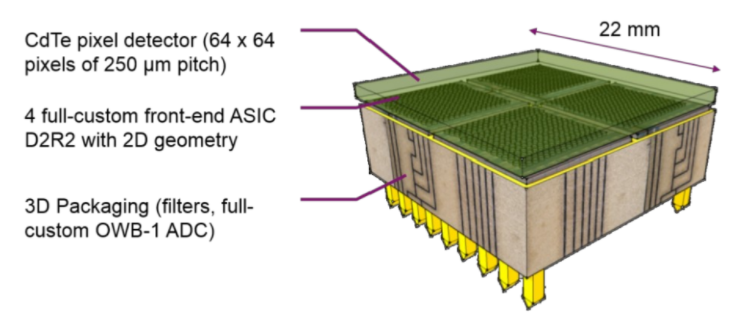 22 mm
CdTe pixel detector (64 x 64
pixels of 250 µm pitch)
4 full-custom front-end ASIC
D2R2 with 2D geometry
3D Packaging (filters, full-
custom OWB-1 ADC)